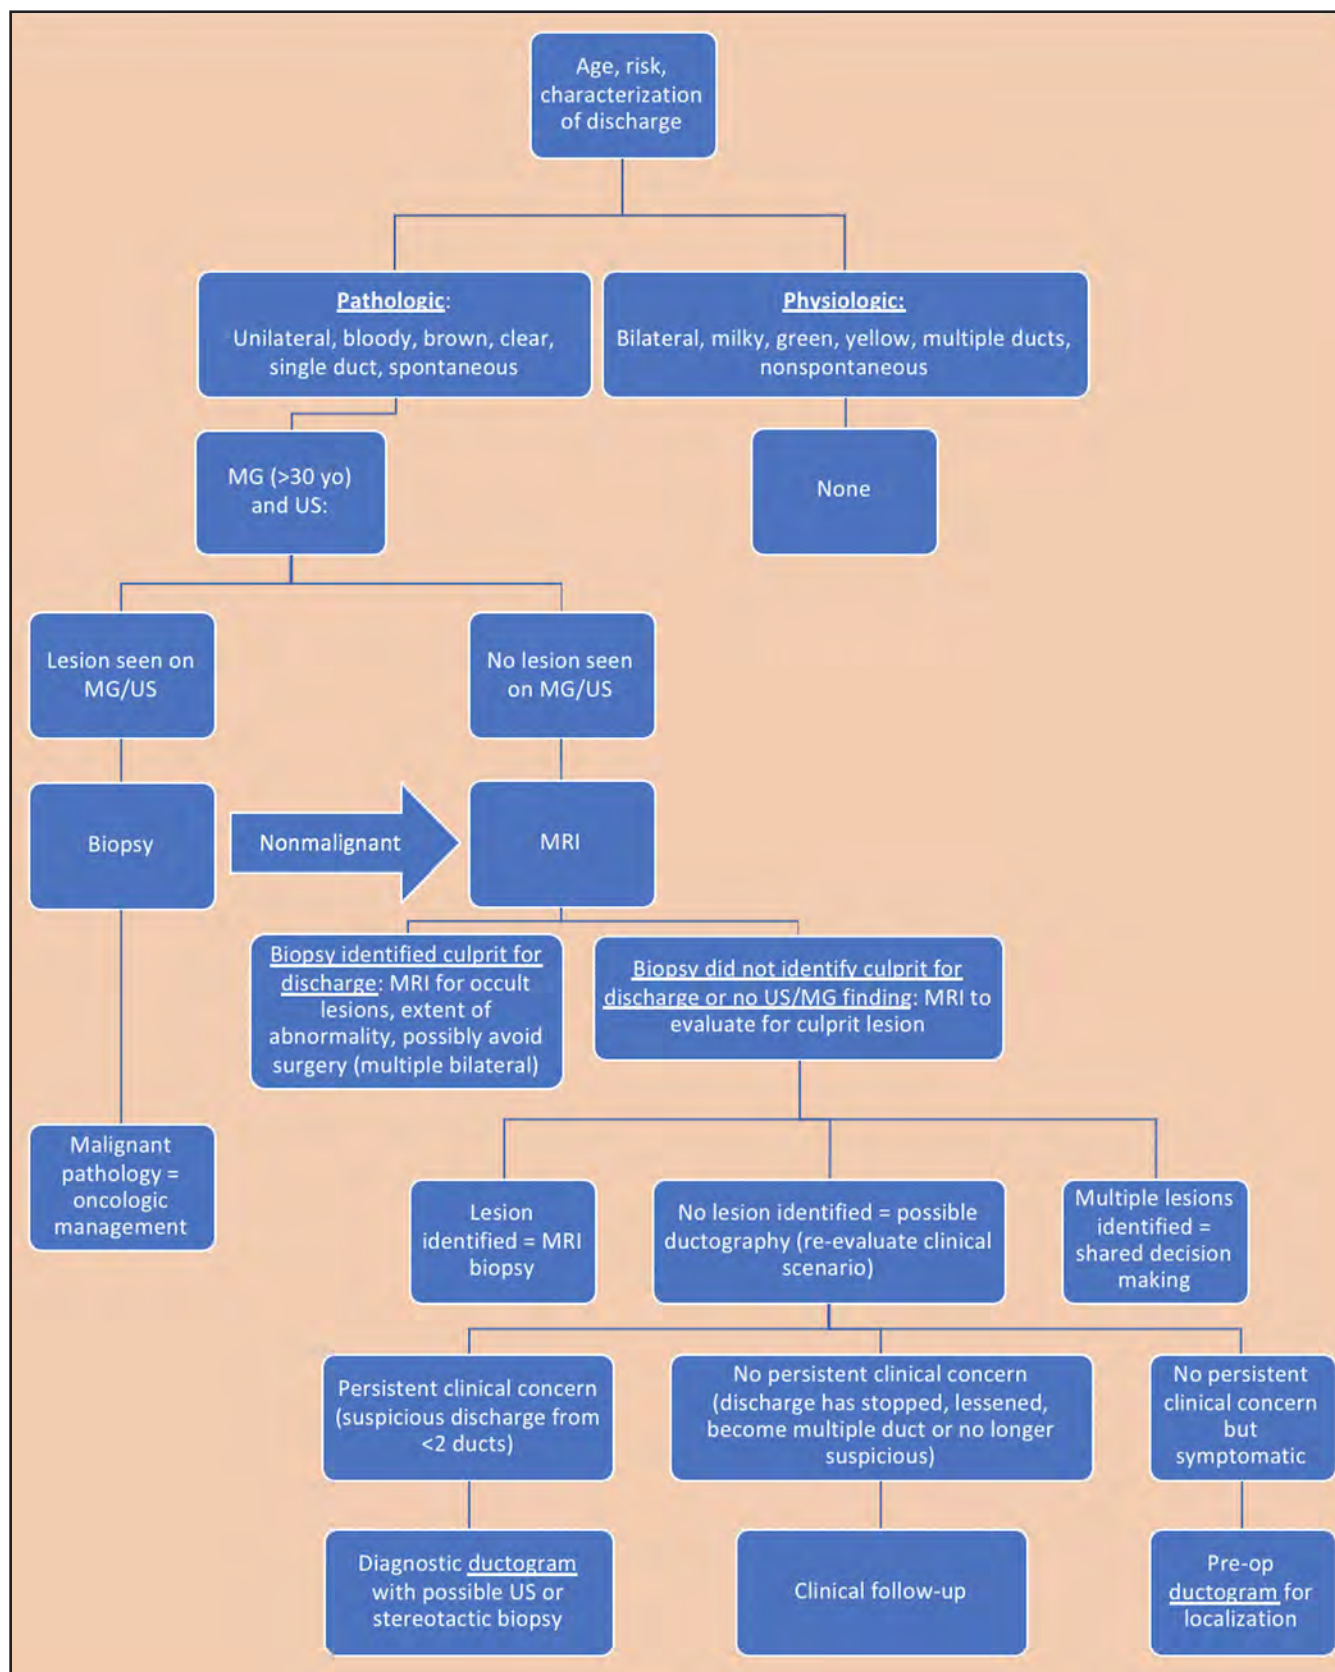 Age, risk,
characterization
of discharge
Pathologic:
Unilateral, bloody, brown, clear,
single duct, spontaneous
Physiologic:
Bilateral, milky, green, yellow, multiple ducts,
nonspontaneous
MG (>30 yo)
and US:
None
Lesion seen on
MG/US
No lesion seen
on MG/US
Biopsy
Nonmalignant
MRI
Biopsy identified culprit for
discharge: MRI for occult
lesions, extent of
abnormality, possibly avoid
surgery (multiple bilateral)
Biopsy did not identify culprit for
discharge or no US/MG finding: MRI to
evaluate for culprit lesion
Malignant
pathology =
oncologic
management
Lesion
identified = MRI
biopsy
No lesion identified = possible
ductography (re-evaluate clinical
scenario)
Multiple lesions
identified =
shared decision
making
Persistent clinical concern
(suspicious discharge from
<2 ducts)
No persistent clinical concern
(discharge has stopped, lessened,
become multiple duct or no longer
suspicious)
No persistent
clinical concern
but
symptomatic
Diagnostic ductogram
with possible US or
stereotactic biopsy
Clinical follow-up
Pre-op
ductogram for
localization